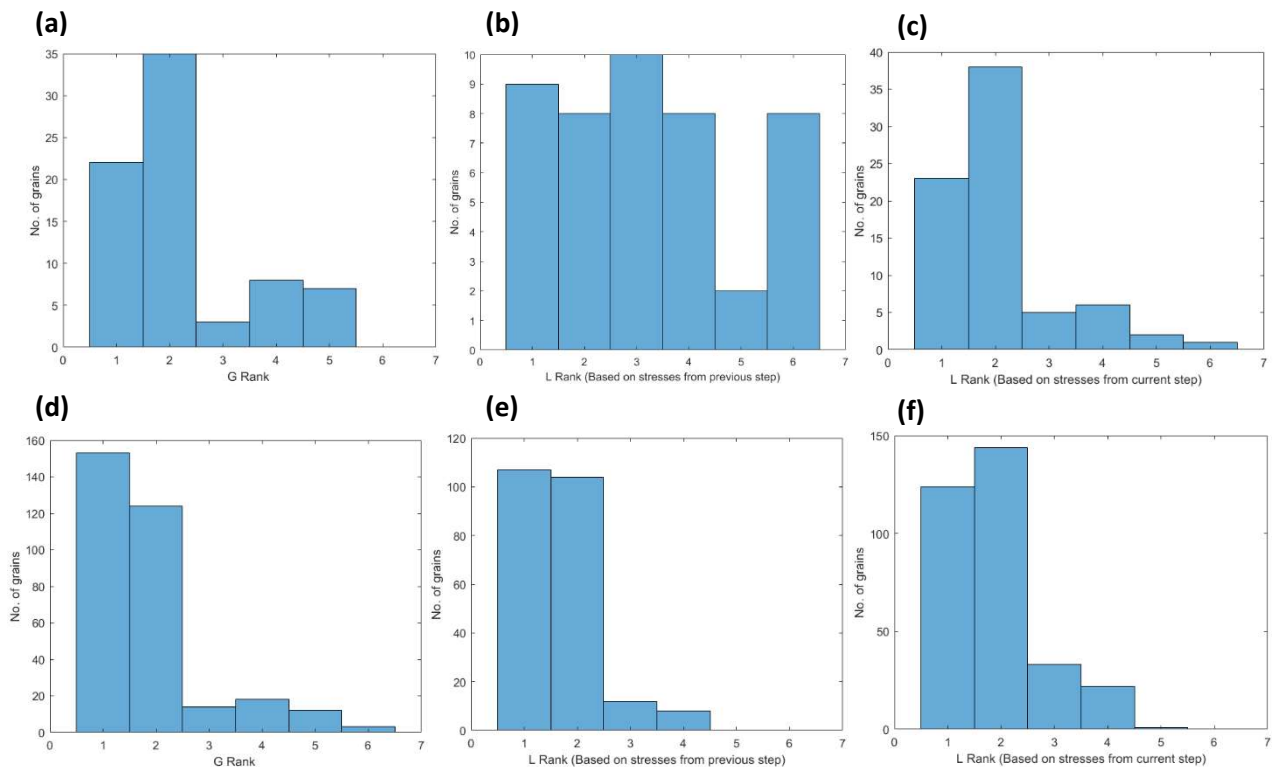 (a)
35
30
25
20
15
10
5
0
No. of grains
0 1 2 3 4 5 6 7
G Rank
(b)
10
9
8
7
6
5
4
3
2
1
0
No. of grains
0 1 2 3 4 5 6 7
L Rank (Based on stresses from previous step)
(c)
40
35
30
25
20
15
10
5
0
No. of grains
0 1 2 3 4 5 6 7
L Rank (Based on stresses from current step)
(d)
160
140
120
100
80
60
40
20
0
No. of grains
0 1 2 3 4 5 6 7
G Rank
(e)
120
100
80
60
40
20
0
No. of grains
0 1 2 3 4 5 6 7
L Rank (Based on stresses from previous step)
(f)
150
100
50
0
No. of grains
0 1 2 3 4 5 6 7
L Rank (Based on stresses from current step)